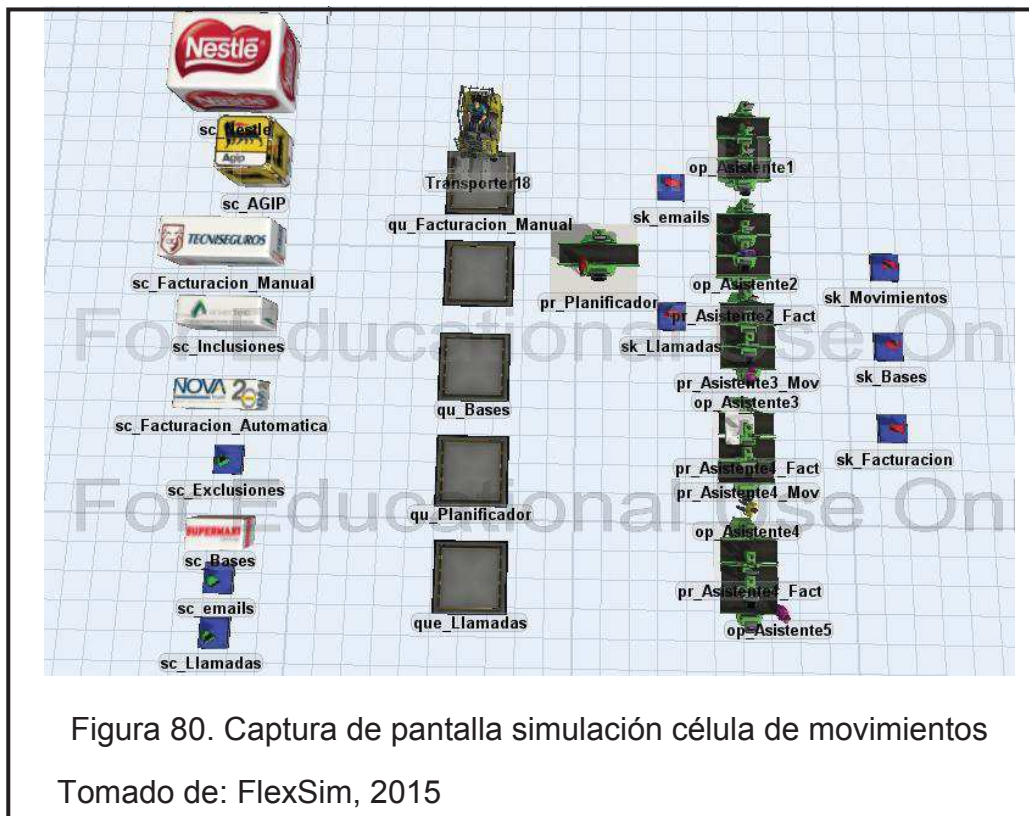 Nestlé
sc_Nestle
Agip
sc_AGIP
TECNISEGUROS
sc_Facturacion_Manual
sc_Inclusiones
NOVA
sc_Facturacion_Automatica
sc_Exclusiones
SUPERMAXI
sc_Bases
sc_emails
sc_Llamadas
Transporter18
qu_Facturacion_Manual
qu_Bases
qu_Planificador
que_Llamadas
pr_Planificador
sk_emails
sk_Llamadas
op_Asistente1
op_Asistente2
pr_Asistente2_Fact
pr_Asistente3_Mov
op_Asistente3
pr_Asistente4_Fact
pr_Asistente4_Mov
op_Asistente4
pr_Asistente4_Fact
op_Asistente5
sk_Movimientos
sk_Bases
sk_Facturacion
For Educational Use On
For Educational Use On
Figura 80. Captura de pantalla simulación célula de movimientos
Tomado de: FlexSim, 2015